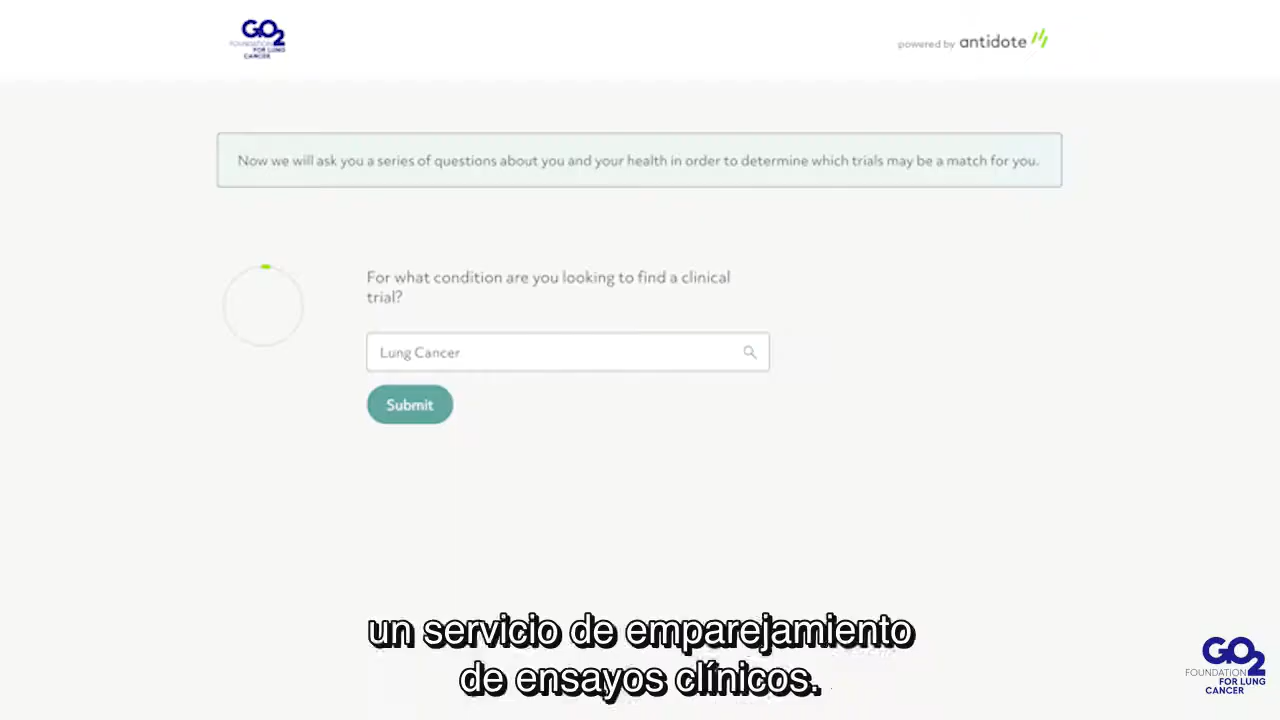 GO2
FOUNDATION
FOR LUNG
CANCER
powered by antidote
Now we will ask you a series of questions about you and your health in order to determine which trials may be a match for you.
For what condition are you looking to find a clinical
trial?
Lung Cancer
Submit
un servicio de emparejamiento
de ensayos clínicos.
GO2
FOUNDATION
FOR LUNG
CANCER